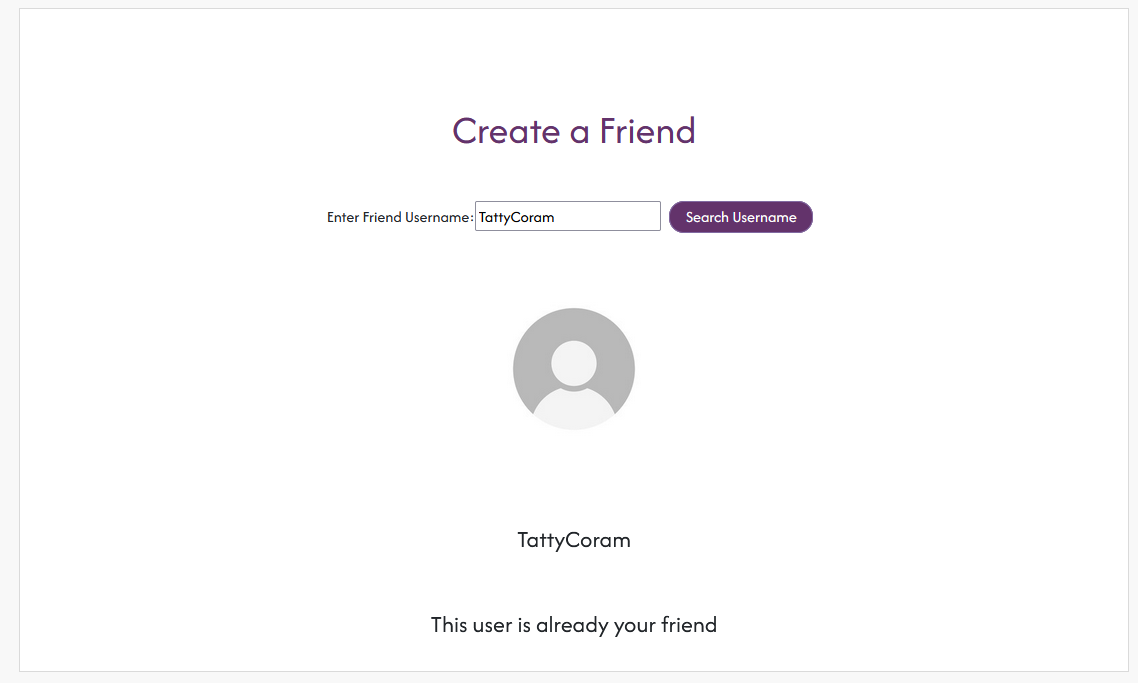 Create a Friend
Enter Friend Username: TattyCoram Search Username
TattyCoram
This user is already your friend